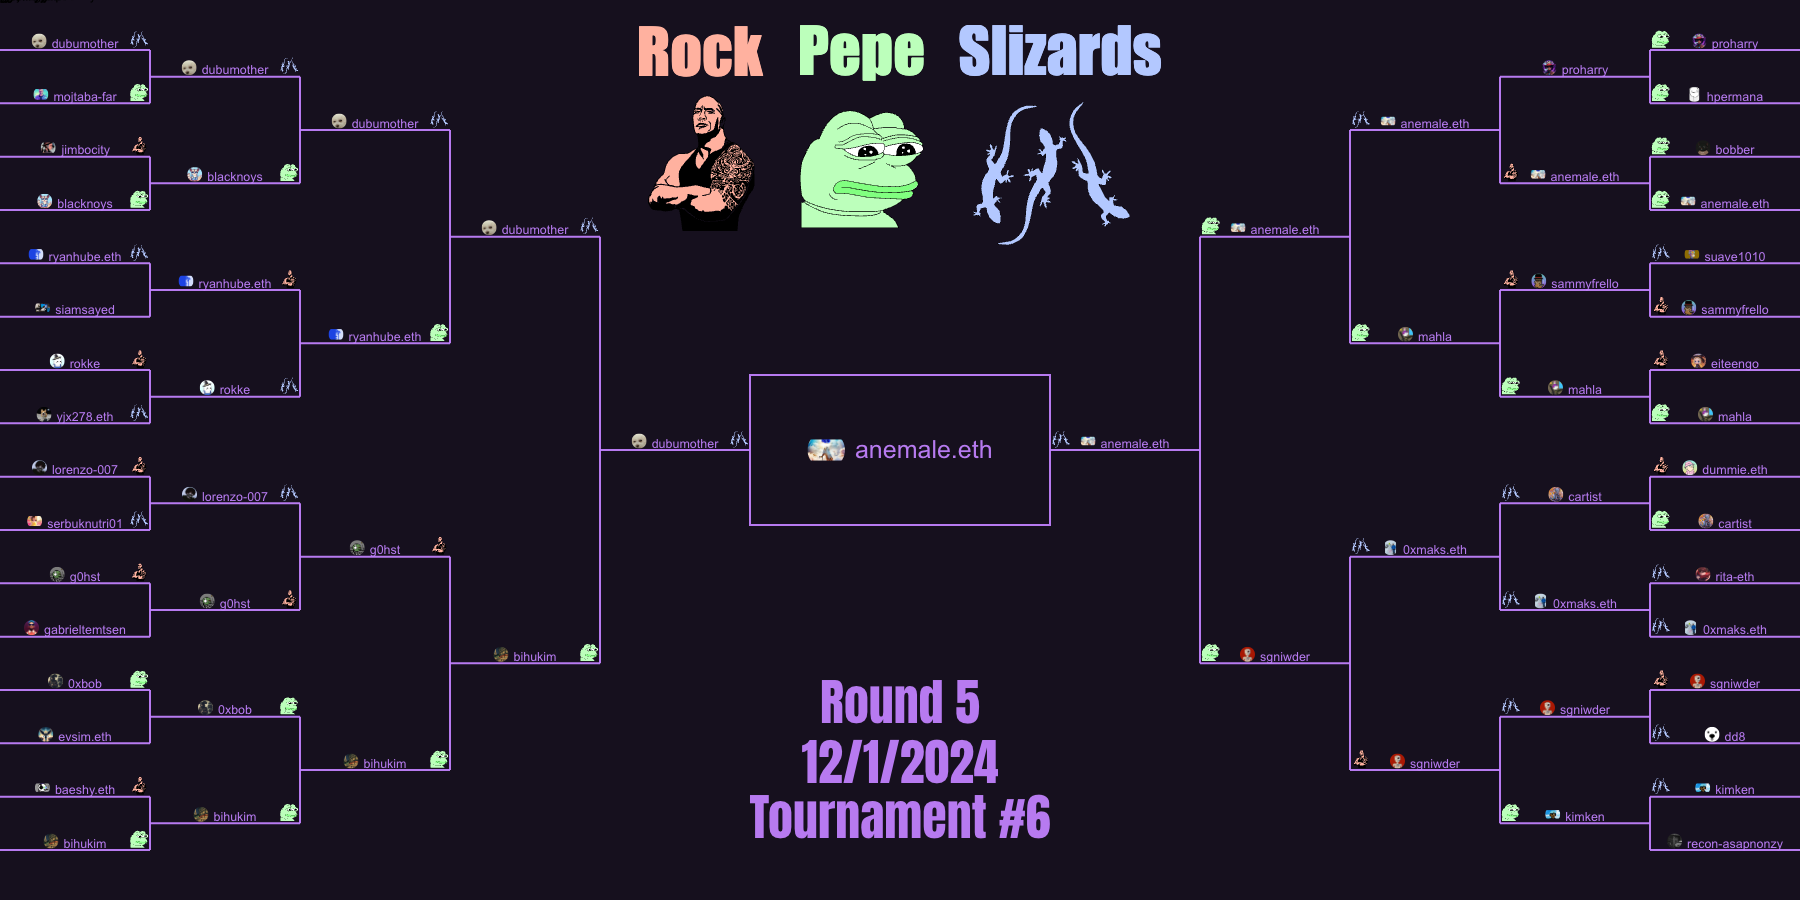 Rock Pepe Slizards
dubumother
mojtaba-far
jimbocity
blacknoys
ryanhube.eth
siamsayed
rokke
yjx278.eth
lorenzo-007
serbuknutri01
g0hst
gabrieltemtsen
0xbob
evsim.eth
baeshy.eth
bihukim
dubumother
blacknoys
ryanhube.eth
rokke
lorenzo-007
g0hst
0xbob
bihukim
dubumother
ryanhube.eth
g0hst
bihukim
dubumother
bihukim
dubumother
anemale.eth
anemale.eth
anemale.eth
sgniwder
anemale.eth
mahla
0xmaks.eth
sgniwder
proharry
anemale.eth
sammyfrello
mahla
cartist
0xmaks.eth
sgniwder
kimken
proharry
hpermana
bobber
anemale.eth
suave1010
sammyfrello
eiteengo
mahla
dummie.eth
cartist
rita-eth
0xmaks.eth
sgniwder
dd8
kimken
recon-asapnonzy
Round 5
12/1/2024
Tournament #6